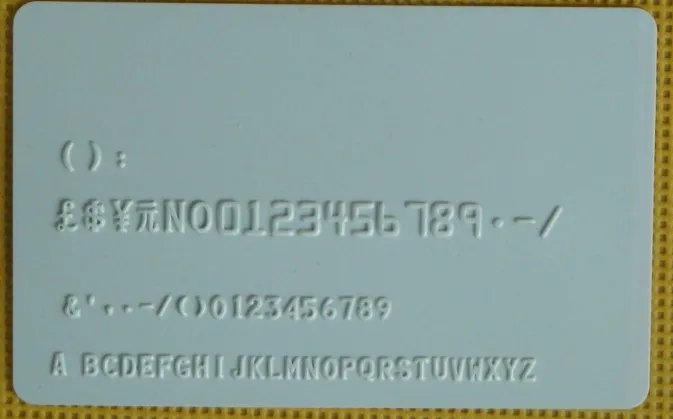 ():
£$¥元NO0123456789.-/
&'..-/()0123456789
A BCDEFGHIJKLMNOPQRSTUVWXYZ